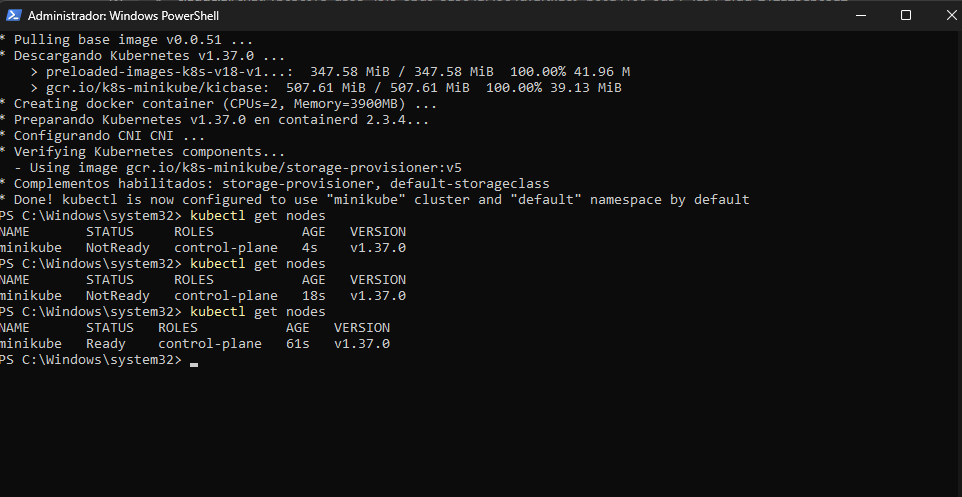 Administrador: Windows PowerShell
* Pulling base image v0.0.51 ...
* Descargando Kubernetes v1.37.0 ...
    > preloaded-images-k8s-v18-v1...:  347.58 MiB / 347.58 MiB  100.00% 41.96 M
    > gcr.io/k8s-minikube/kicbase:  507.61 MiB / 507.61 MiB  100.00% 39.13 MiB
* Creating docker container (CPUs=2, Memory=3900MB) ...
* Preparando Kubernetes v1.37.0 en containerd 2.3.4...
* Configurando CNI CNI ...
* Verifying Kubernetes components...
  - Using image gcr.io/k8s-minikube/storage-provisioner:v5
* Complementos habilitados: storage-provisioner, default-storageclass
* Done! kubectl is now configured to use "minikube" cluster and "default" namespace by default
PS C:\Windows\system32> kubectl get nodes
NAME       STATUS     ROLES           AGE   VERSION
minikube   NotReady   control-plane   4s    v1.37.0
PS C:\Windows\system32> kubectl get nodes
NAME       STATUS     ROLES           AGE   VERSION
minikube   NotReady   control-plane   18s   v1.37.0
PS C:\Windows\system32> kubectl get nodes
NAME       STATUS   ROLES           AGE   VERSION
minikube   Ready    control-plane   61s   v1.37.0
PS C:\Windows\system32>